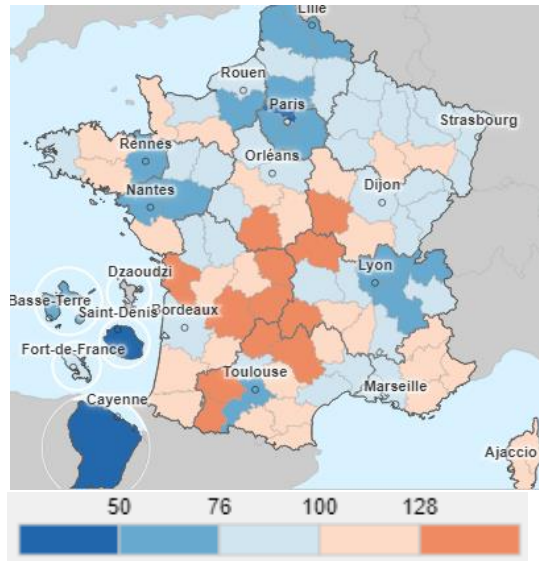 Lille
Rouen
Paris
Strasbourg
Rennes
Orléans
Nantes
Dijon
Dzaoudzi
Lyon
Basse-Terre
Saint-Denis
Bordeaux
Fort-de-France
Toulouse
Marseille
Cayenne
Ajaccio
50 76 100 128